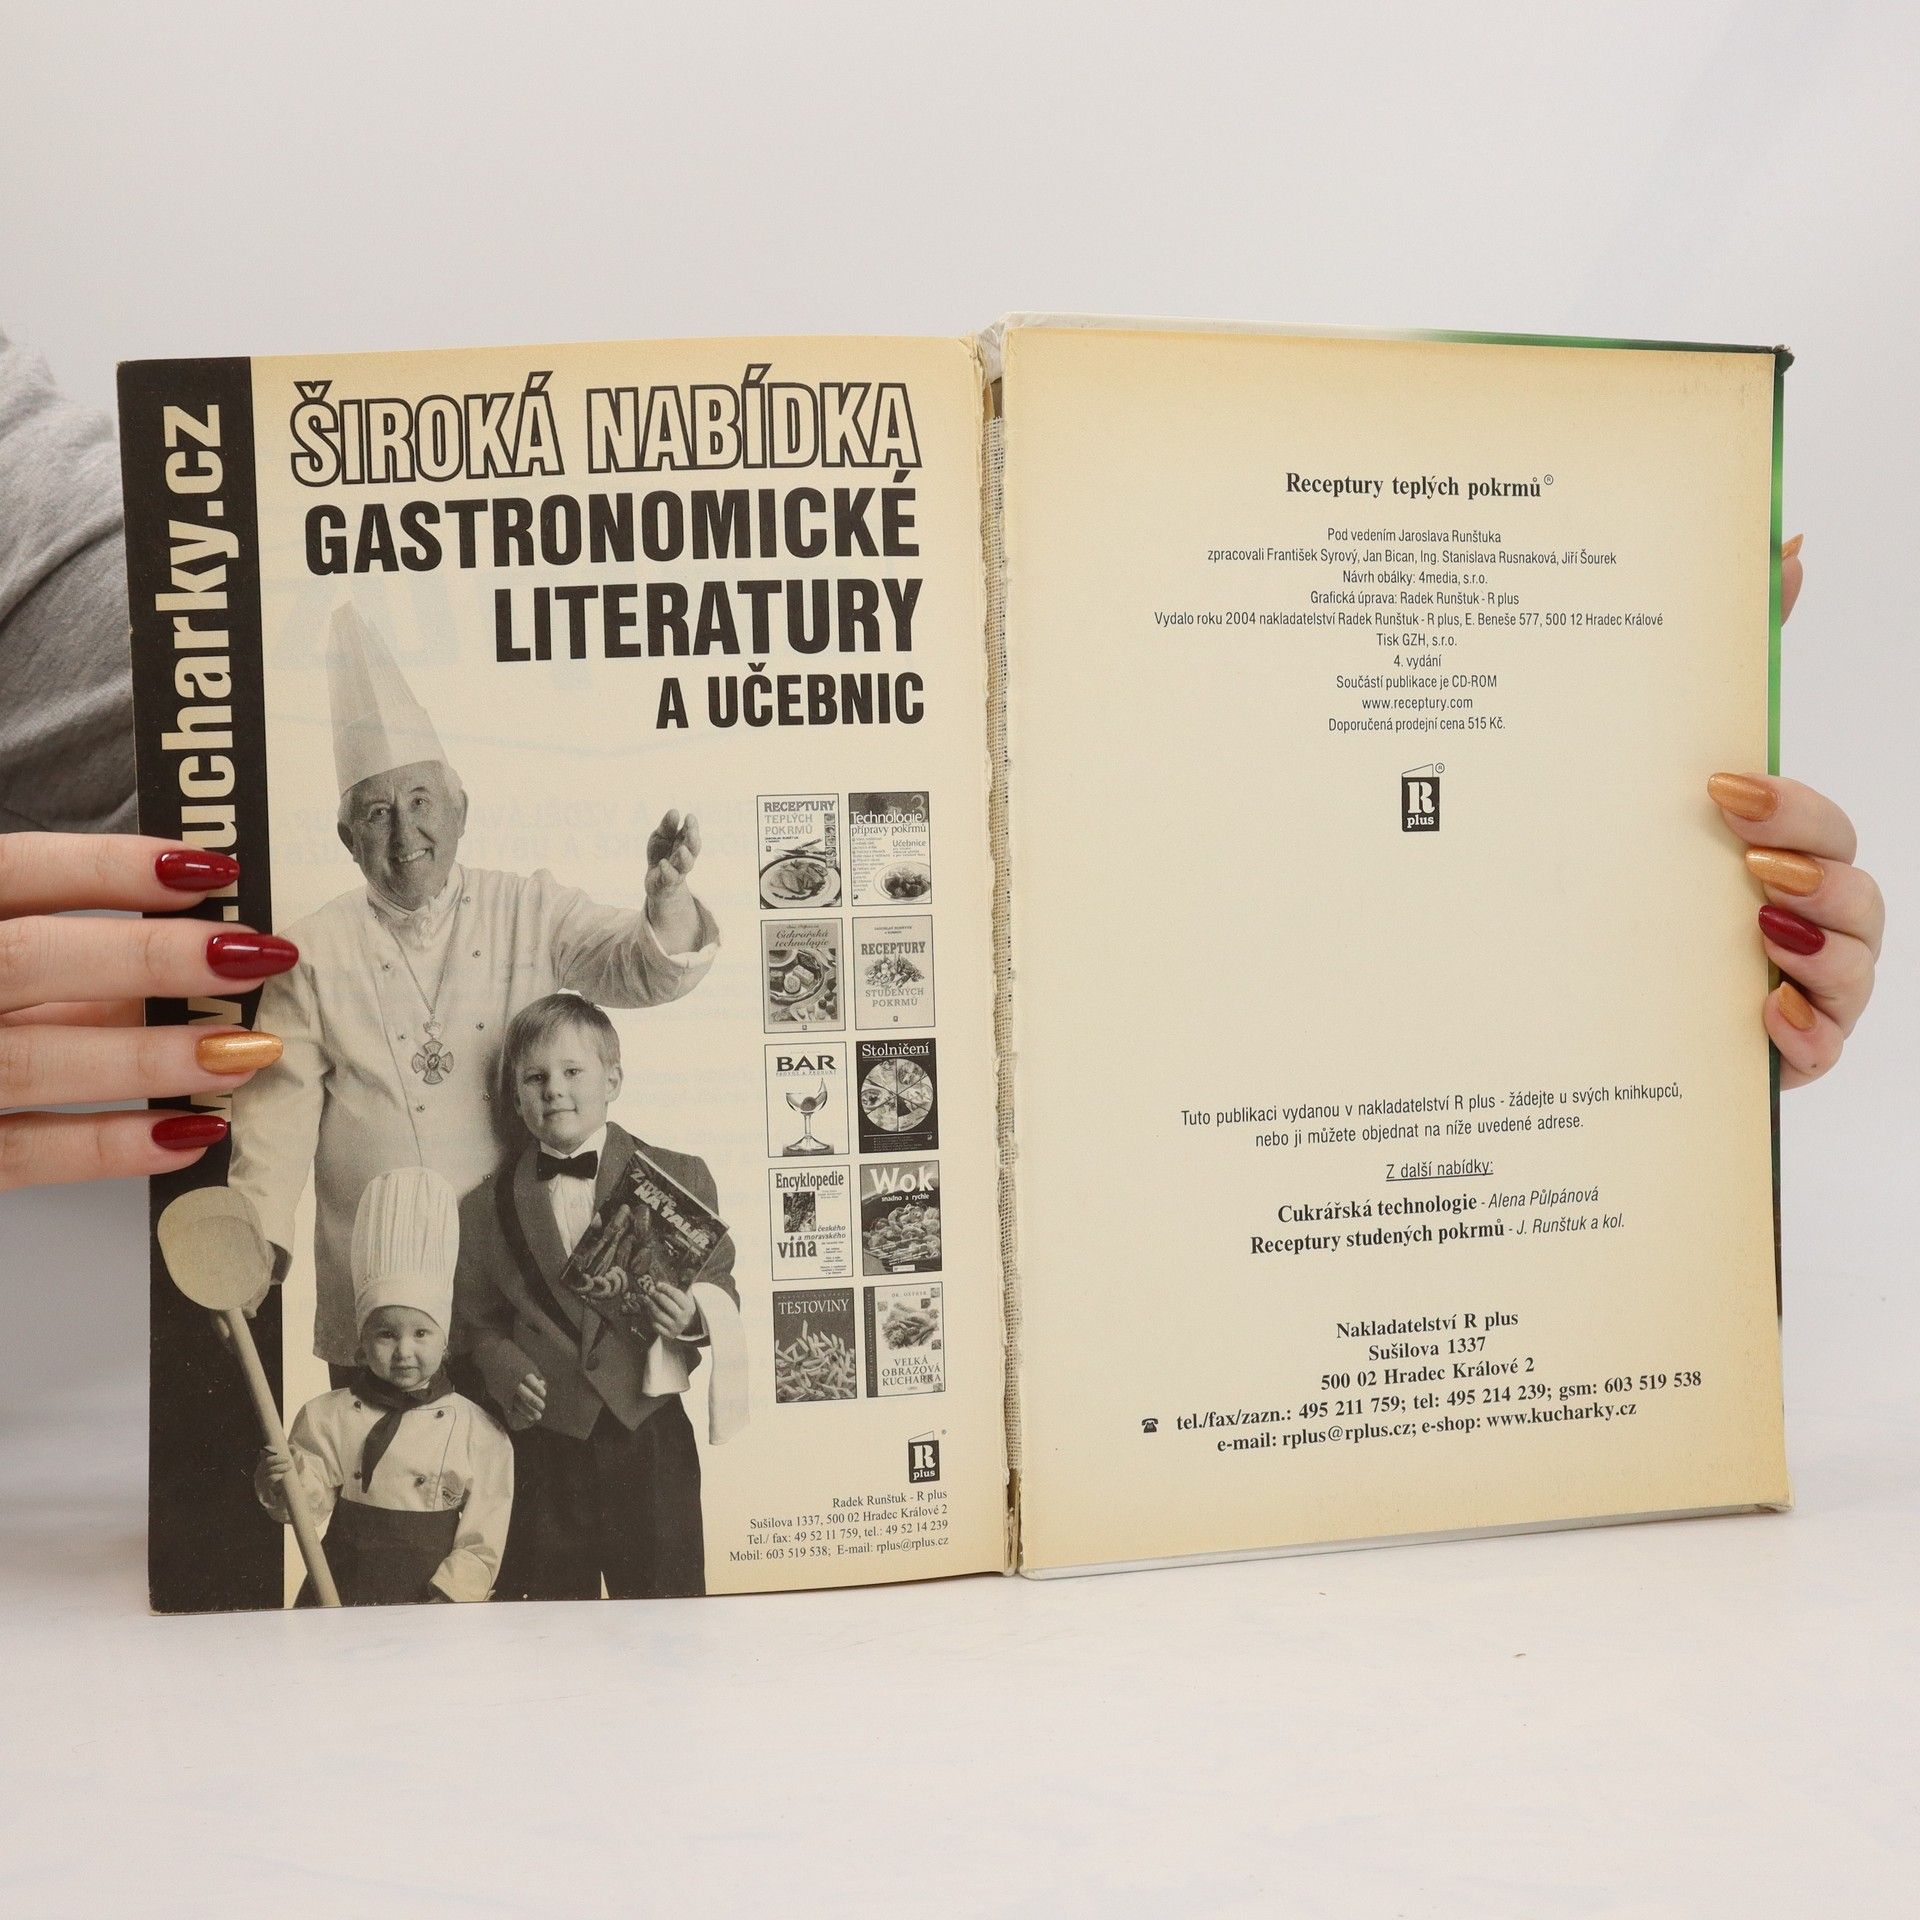 www.kucharky.cz
ŠIROKÁ NABÍDKA
GASTRONOMICKÉ
LITERATURY
A UČEBNIC
RECEPTURY
TEPLÝCH
POKRMŮ
Technologie 3
přípravy pokrmů
Učebnice
Cukrářská
technologie
RECEPTURY
STUDENÝCH
POKRMŮ
BAR
Stolničení
Encyklopedie
českého
a moravského
vína
Wok
snadno a rychle
TESTOVINY
VELKÁ
OBRAZOVÁ
KUCHAŘKA
NA TALÍŘ
R
plus
Radek Runštuk - R plus
Sušilova 1337, 500 02 Hradec Králové 2
Tel./ fax: 49 52 11 759, tel.: 49 52 14 239
Mobil: 603 519 538; E-mail: rplus@rplus.cz
Receptury teplých pokrmů®
Pod vedením Jaroslava Runštuka
zpracovali František Syrový, Jan Bican, Ing. Stanislava Rusnaková, Jiří Šourek
Návrh obálky: 4media, s.r.o.
Grafická úprava: Radek Runštuk - R plus
Vydalo roku 2004 nakladatelství Radek Runštuk - R plus, E. Beneše 577, 500 12 Hradec Králové
Tisk GZH, s.r.o.
4. vydání
Součástí publikace je CD-ROM
www.receptury.com
Doporučená prodejní cena 515 Kč.
R®
plus
Tuto publikaci vydanou v nakladatelství R plus - žádejte u svých knihkupců,
nebo ji můžete objednat na níže uvedené adrese.
Z další nabídky:
Cukrářská technologie - Alena Půlpánová
Receptury studených pokrmů - J. Runštuk a kol.
Nakladatelství R plus
Sušilova 1337
500 02 Hradec Králové 2
☎ tel./fax/zazn.: 495 211 759; tel: 495 214 239; gsm: 603 519 538
e-mail: rplus@rplus.cz; e-shop: www.kucharky.cz